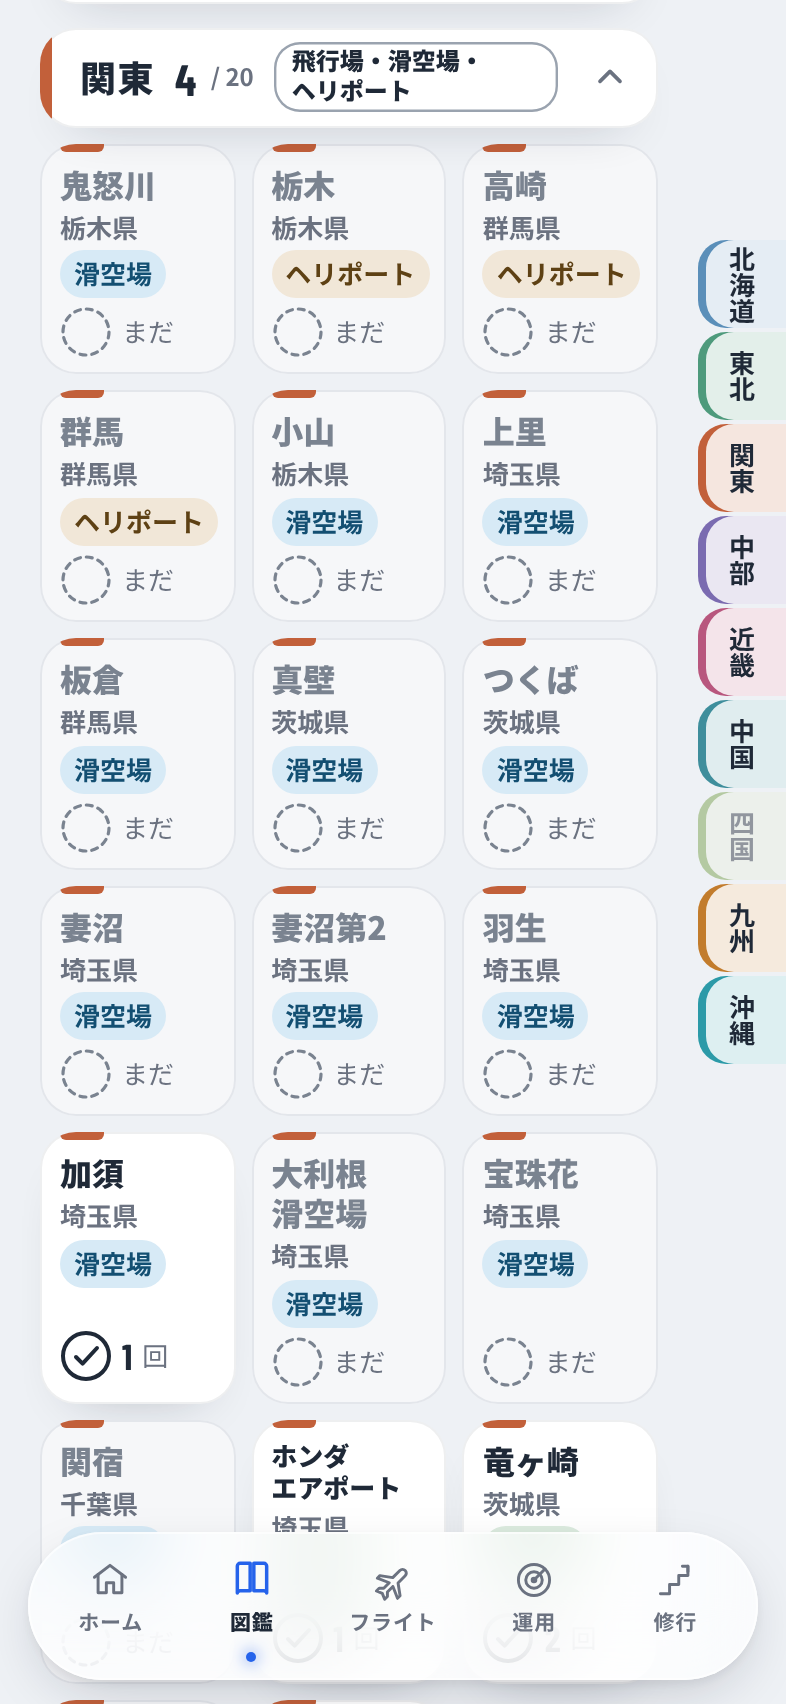 関東 4 / 20
飛行場・滑空場・
ヘリポート
鬼怒川
栃木県
滑空場
まだ
栃木
栃木県
ヘリポート
まだ
高崎
群馬県
ヘリポート
まだ
群馬
群馬県
ヘリポート
まだ
小山
栃木県
滑空場
まだ
上里
埼玉県
滑空場
まだ
板倉
群馬県
滑空場
まだ
真壁
茨城県
滑空場
まだ
つくば
茨城県
滑空場
まだ
妻沼
埼玉県
滑空場
まだ
妻沼第2
埼玉県
滑空場
まだ
羽生
埼玉県
滑空場
まだ
加須
埼玉県
滑空場
1 回
大利根
滑空場
埼玉県
滑空場
まだ
宝珠花
埼玉県
滑空場
まだ
関宿
千葉県
まだ
ホンダ
エアポート
埼玉県
1 回
竜ヶ崎
茨城県
2 回
北海道
東北
関東
中部
近畿
中国
四国
九州
沖縄
ホーム
図鑑
フライト
運用
修行